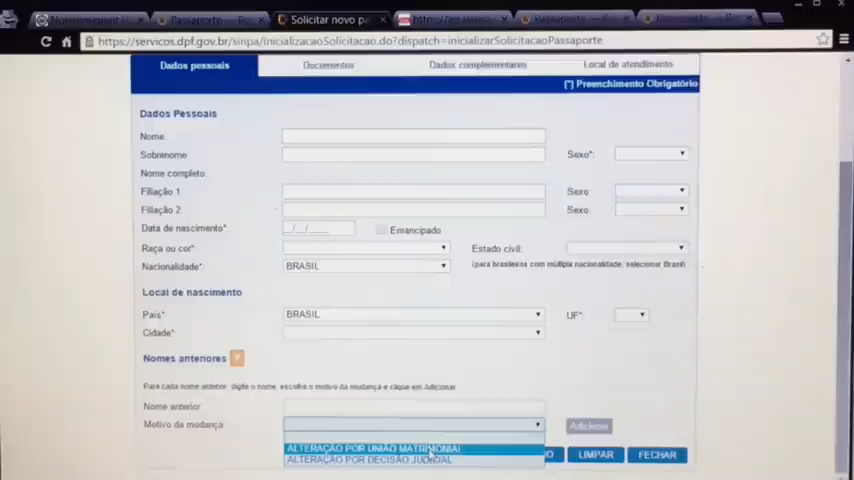 Solicitar novo pa
https://servicos.dpf.gov.br/sinpa/inicializacaoSolicitacao.do?dispatch=inicializarSolicitacaoPassaporte
Dados pessoais Documentos Dados complementares Local de atendimento
(*) Preenchimento Obrigatório
Dados Pessoais
Nome:
Sobrenome Sexo*:
Nome completo:
Filiação 1 Sexo:
Filiação 2 Sexo:
Data de nascimento* __/__/____ Emancipado
Raça ou cor* Estado civil:
Nacionalidade* BRASIL (para brasileiros com múltipla nacionalidade, selecionar Brasil)
Local de nascimento
País* BRASIL UF*:
Cidade*
Nomes anteriores ?
Para cada nome anterior, digite o nome, escolha o motivo da mudança e clique em Adicionar
Nome anterior
Motivo da mudança Adicionar
ALTERAÇÃO POR UNIÃO MATRIMONIAL
ALTERAÇÃO POR DECISÃO JUDICIAL
LIMPAR FECHAR